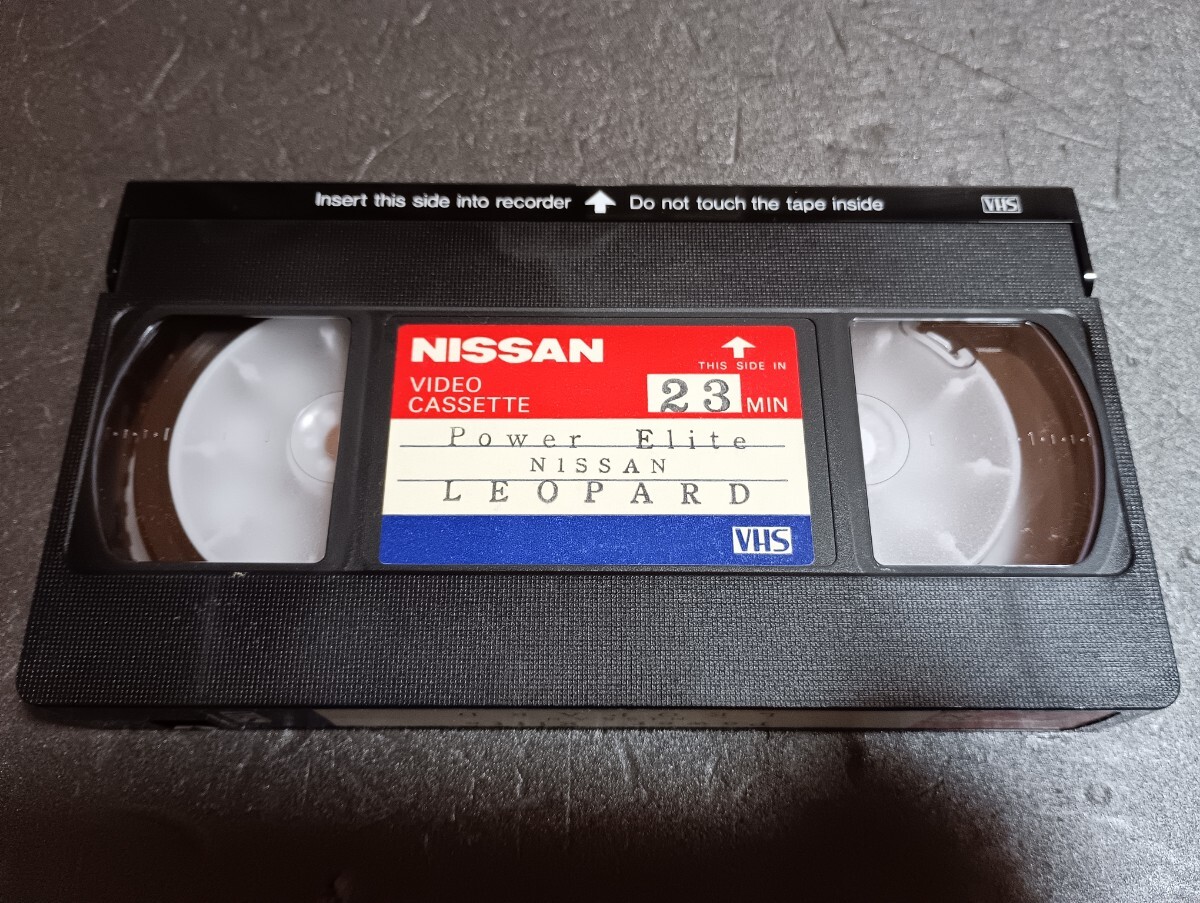 Insert this side into recorder Do not touch the tape inside VHS
NISSAN
THIS SIDE IN
VIDEO
CASSETTE
23 MIN
Power Elite
NISSAN
LEOPARD
VHS